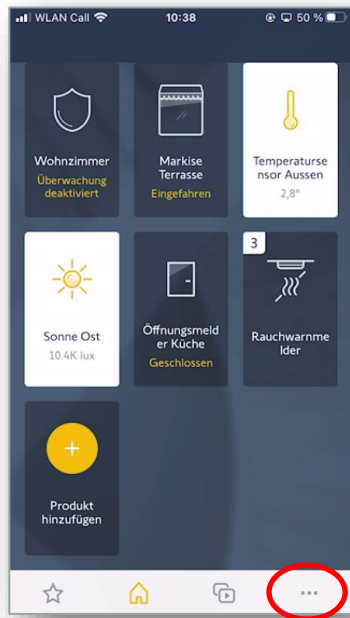 WLAN Call 10:38 50 %
Wohnzimmer
Überwachung
deaktiviert
Markise
Terrasse
Eingefahren
Temperaturse
nsor Aussen
2,8°
Sonne Ost
10.4K lux
Öffnungsmeld
er Küche
Geschlossen
3
Rauchwarnme
lder
Produkt
hinzufügen